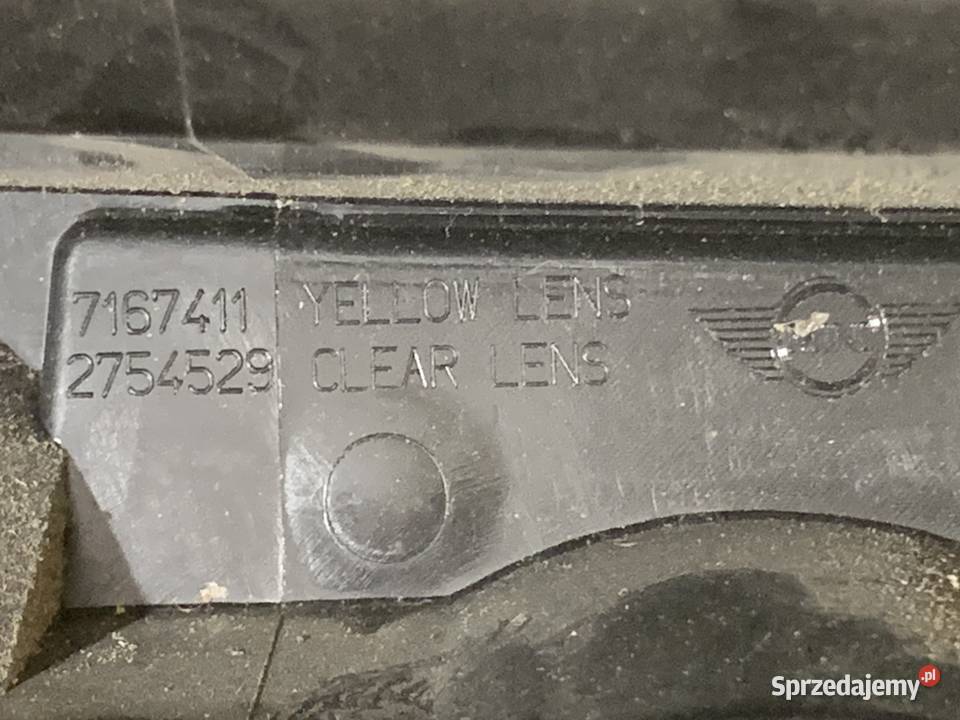 7167411 YELLOW LENS
2754529 CLEAR LENS
Sprzedajemy.pl